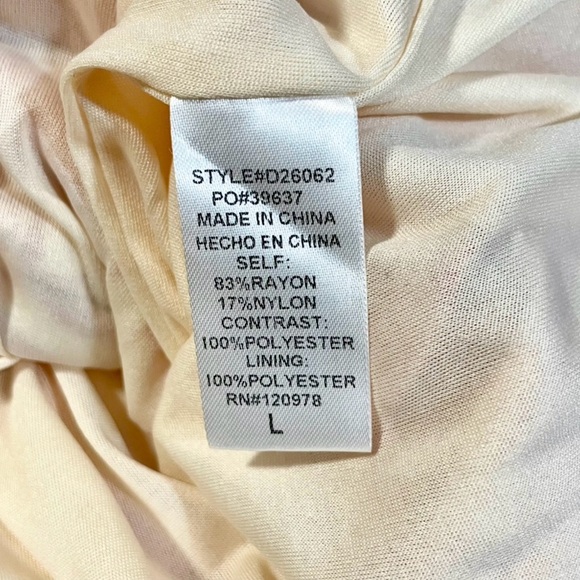 STYLE#D26062
PO#39637
MADE IN CHINA
HECHO EN CHINA
SELF:
83%RAYON
17%NYLON
CONTRAST:
100%POLYESTER
LINING:
100%POLYESTER
RN#120978
L